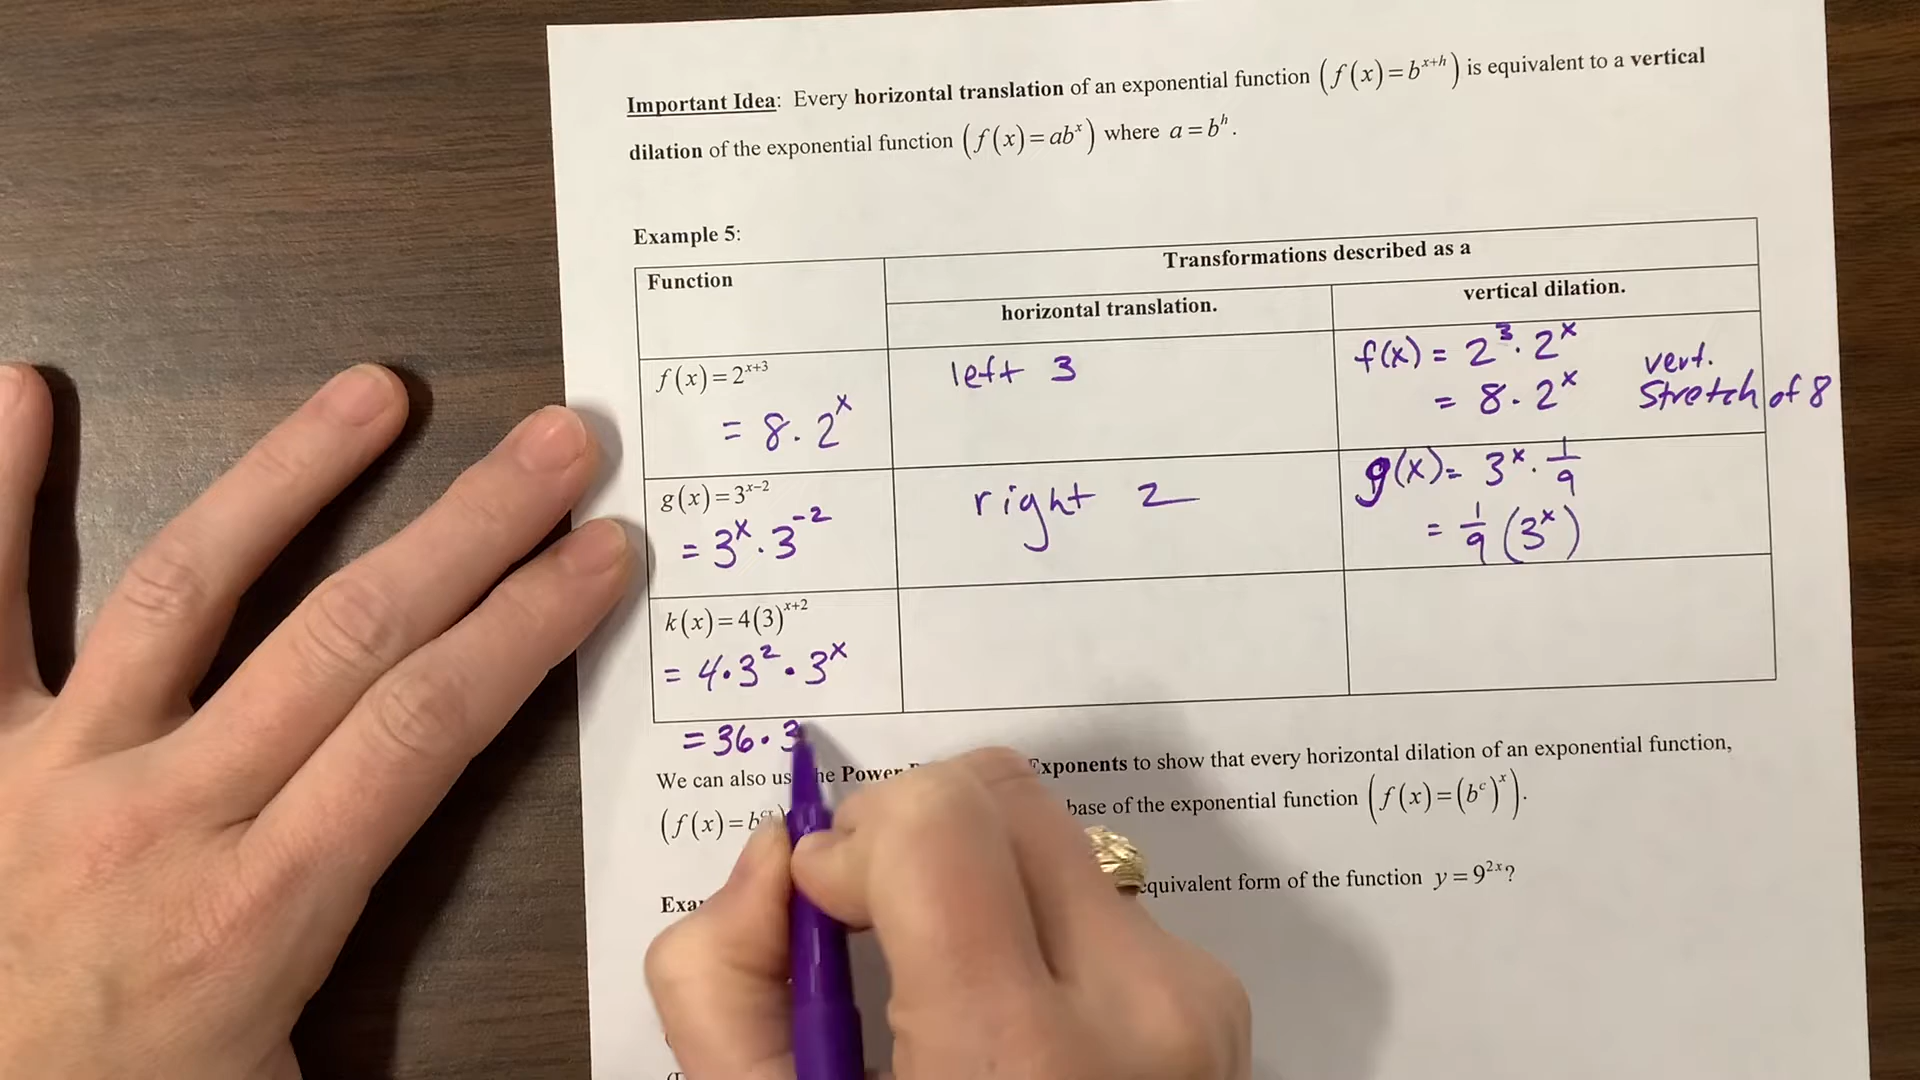 Important Idea: Every horizontal translation of an exponential function (f(x)=b^{x+h}) is equivalent to a vertical
dilation of the exponential function (f(x)=ab^x) where a=b^h.
Example 5:
Function
Transformations described as a
horizontal translation.
vertical dilation.
f(x)=2^{x+3}
= 8·2^x
left 3
f(x) = 2^3·2^x
= 8·2^x
vert.
Stretch of 8
g(x)=3^{x-2}
= 3^x·3^{-2}
right 2
g(x)= 3^x·1/9
= 1/9 (3^x)
k(x)=4(3)^{x+2}
= 4·3^2·3^x
= 36·3
We can also us he Power Exponents to show that every horizontal dilation of an exponential function,
(f(x)=b base of the exponential function (f(x)=(b^c)^x).
equivalent form of the function y=9^{2x}?